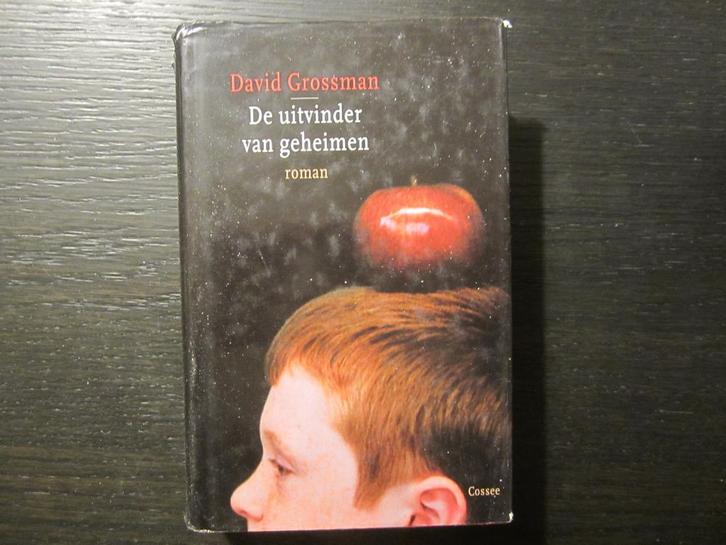 David Grossman
De uitvinder
van geheimen
roman
Cossee